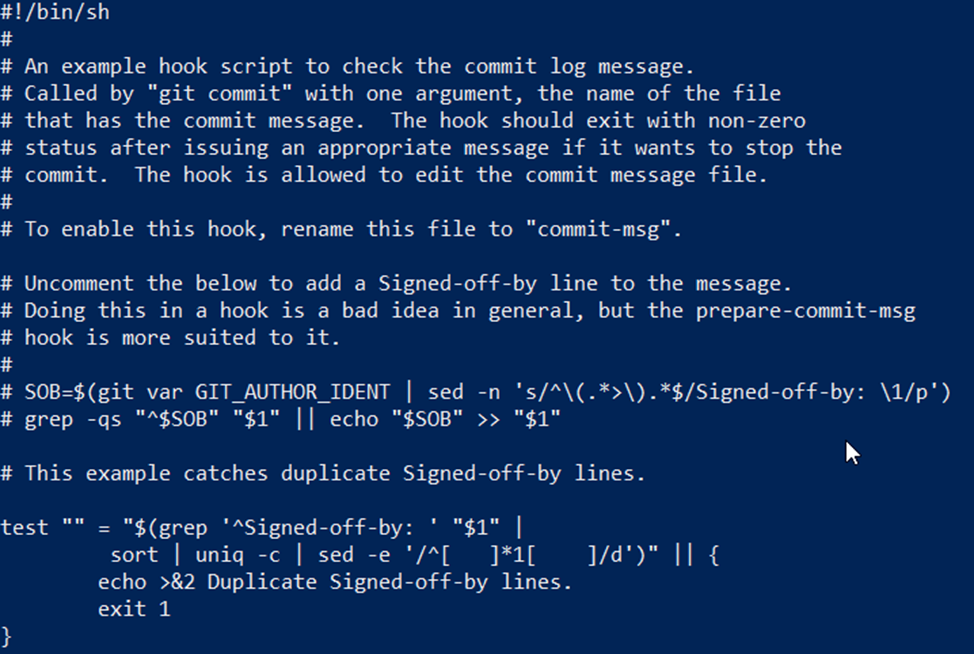 #!/bin/sh
#
# An example hook script to check the commit log message.
# Called by "git commit" with one argument, the name of the file
# that has the commit message.  The hook should exit with non-zero
# status after issuing an appropriate message if it wants to stop the
# commit.  The hook is allowed to edit the commit message file.
#
# To enable this hook, rename this file to "commit-msg".

# Uncomment the below to add a Signed-off-by line to the message.
# Doing this in a hook is a bad idea in general, but the prepare-commit-msg
# hook is more suited to it.
#
# SOB=$(git var GIT_AUTHOR_IDENT | sed -n 's/^\(.*>\).*$/Signed-off-by: \1/p')
# grep -qs "^$SOB" "$1" || echo "$SOB" >> "$1"

# This example catches duplicate Signed-off-by lines.

test "" = "$(grep '^Signed-off-by: ' "$1" |
         sort | uniq -c | sed -e '/^[   ]*1[    ]/d')" || {
        echo >&2 Duplicate Signed-off-by lines.
        exit 1
}